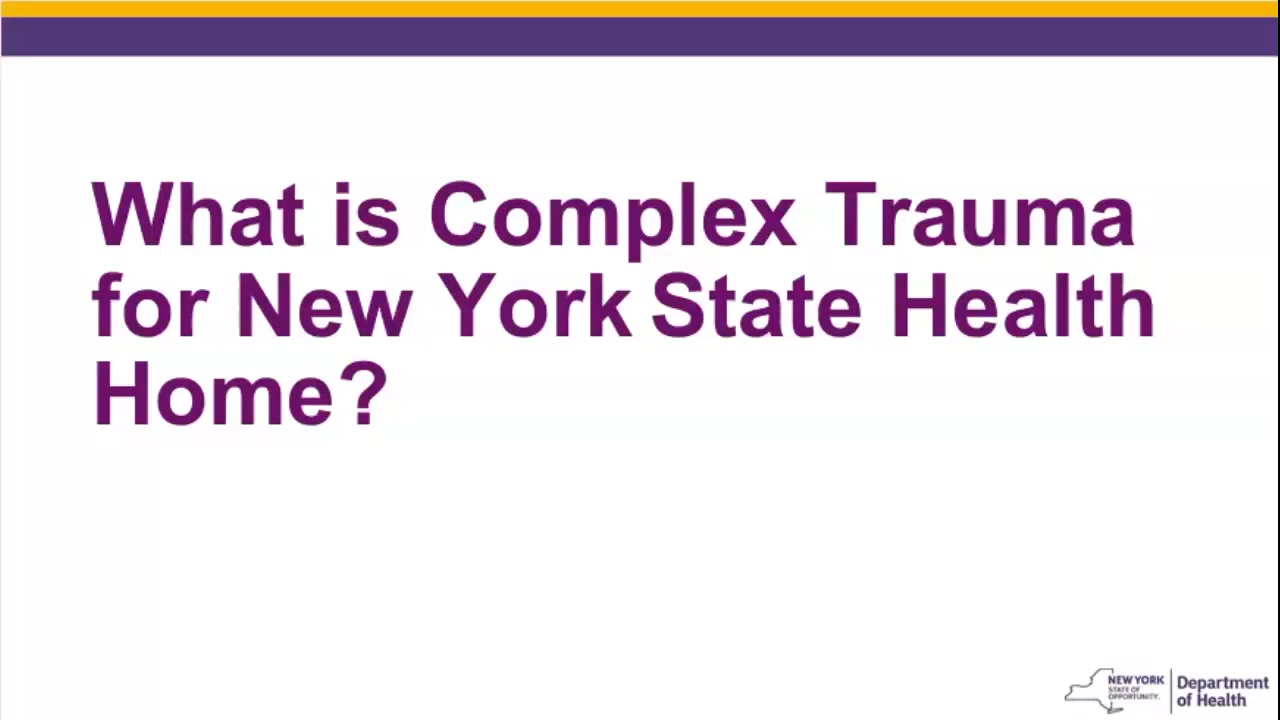 What is Complex Trauma
for New York State Health
Home?
NEW YORK
STATE OF
OPPORTUNITY.
Department
of Health